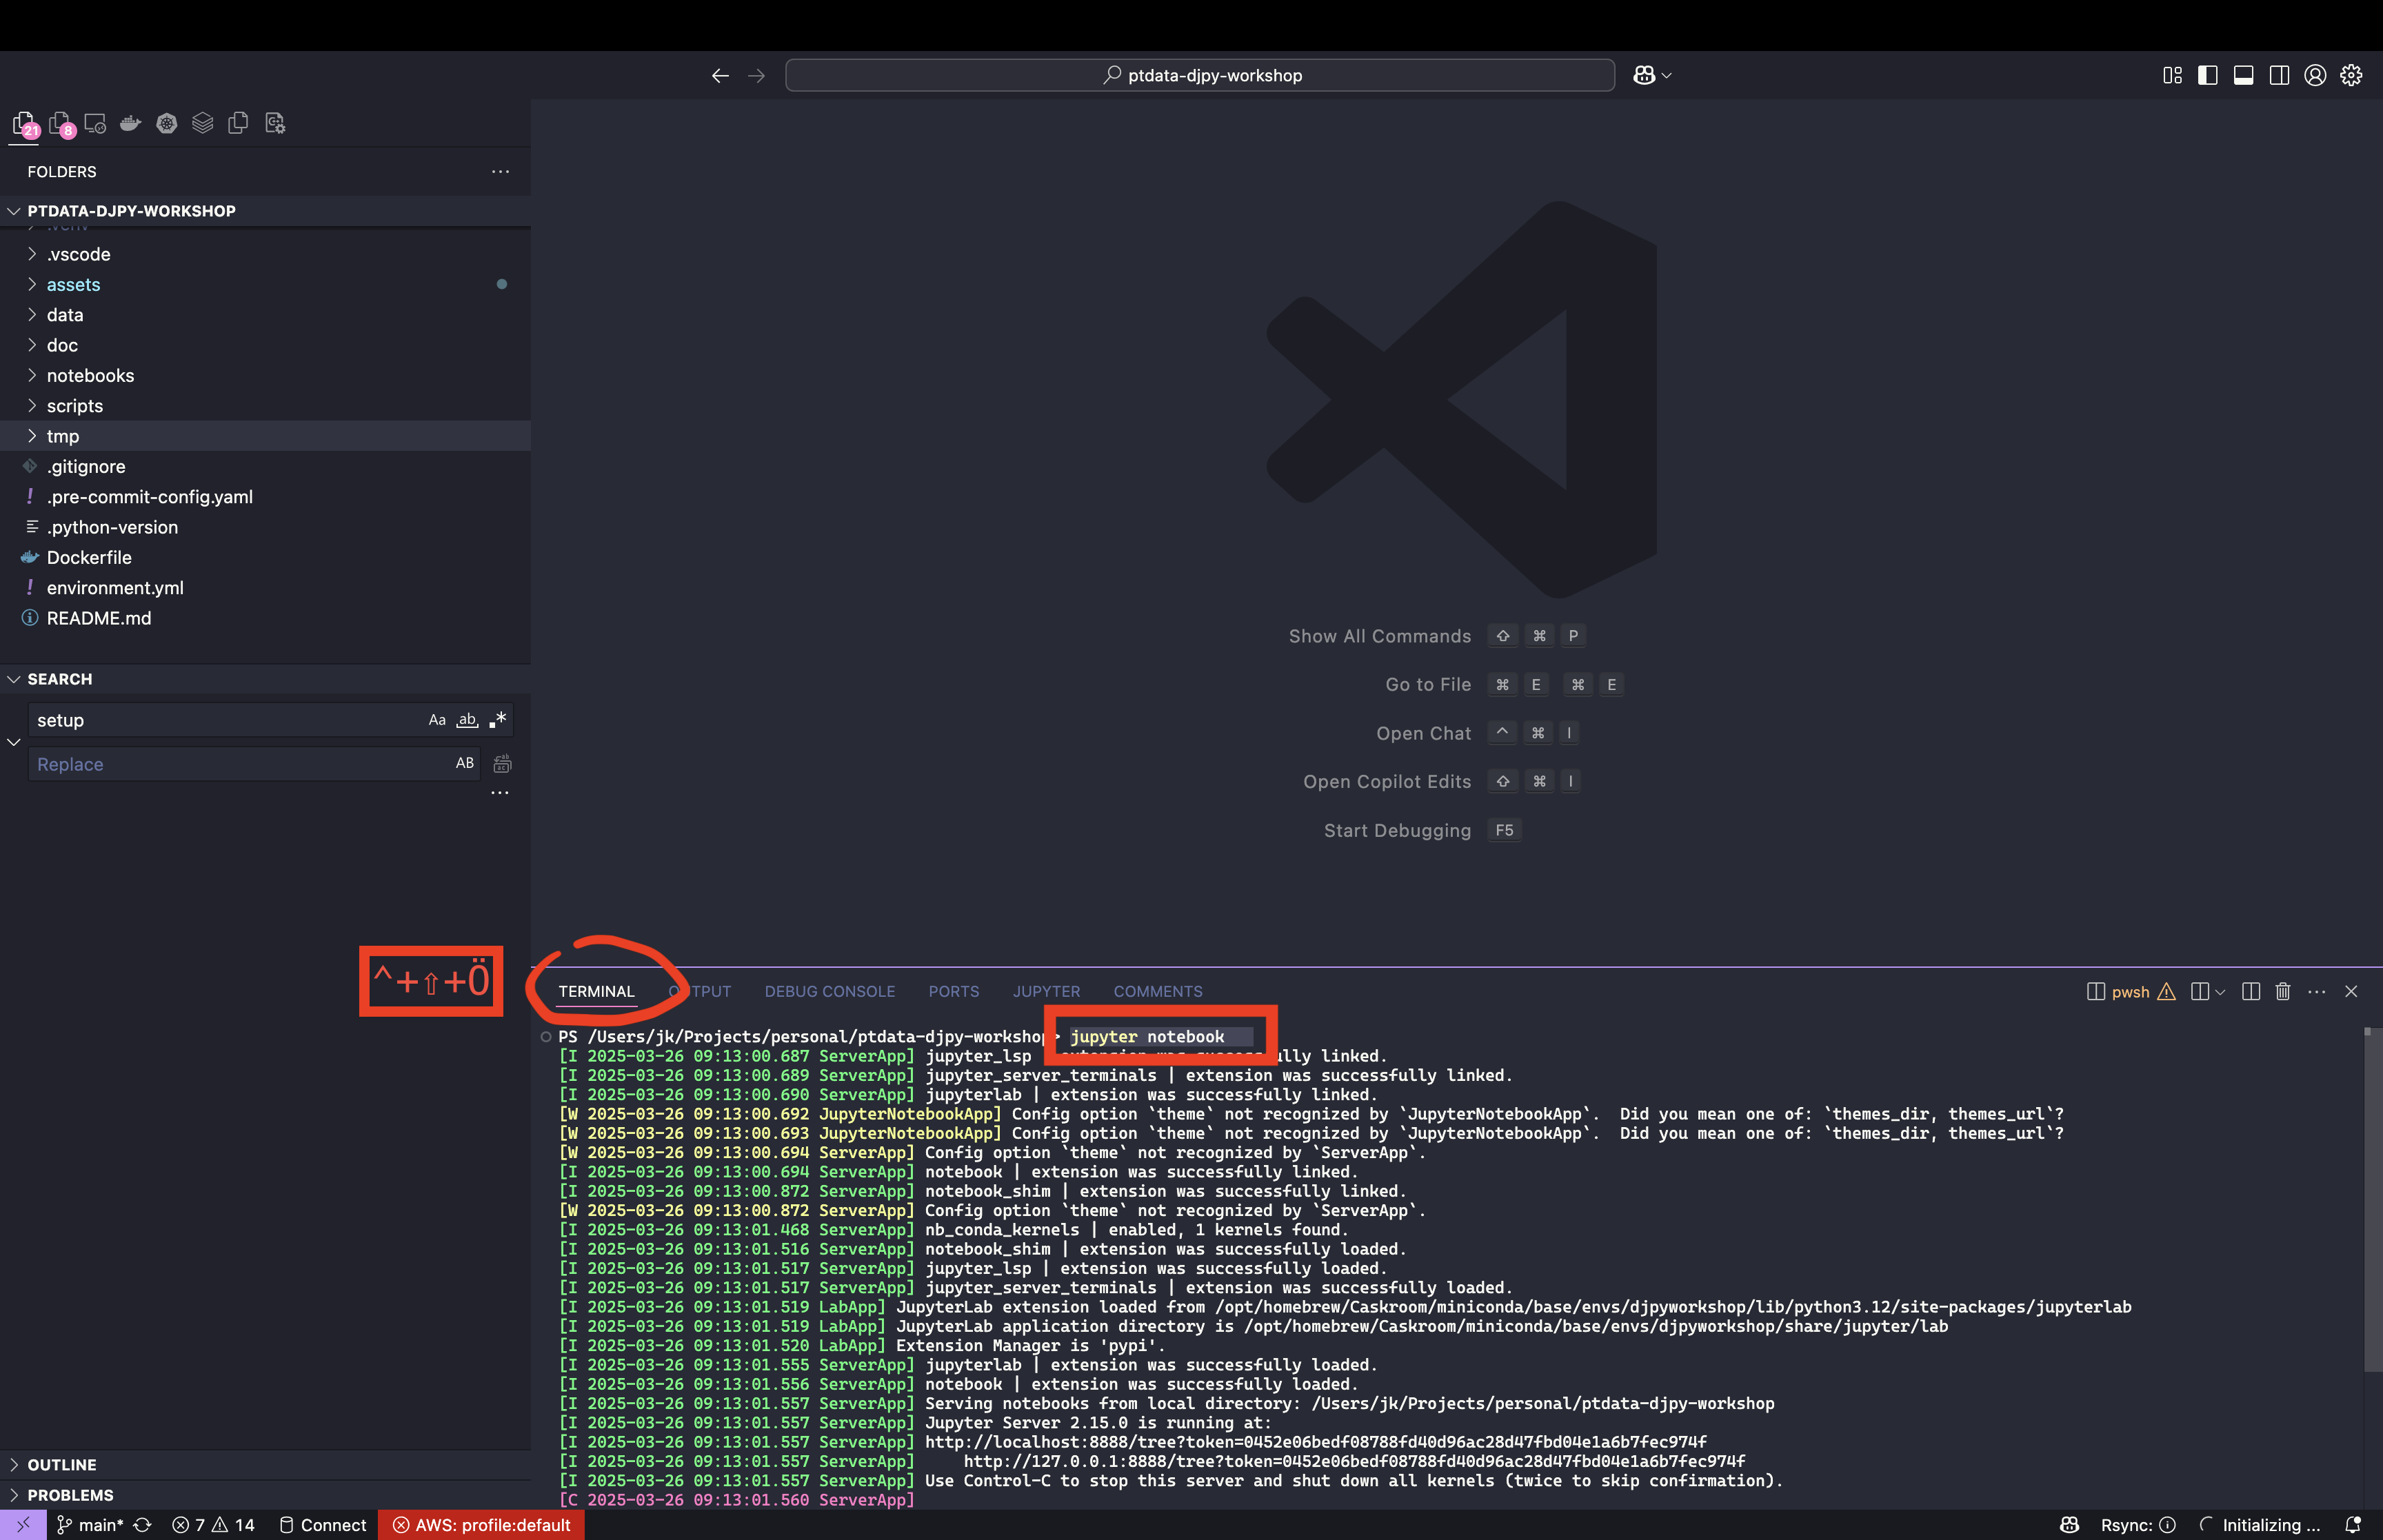 ptdata-djpy-workshop
21
8
FOLDERS
PTDATA-DJPY-WORKSHOP
.venv
.vscode
assets
data
doc
notebooks
scripts
tmp
.gitignore
.pre-commit-config.yaml
.python-version
Dockerfile
environment.yml
README.md
SEARCH
setup
Aa ab .*
Replace
AB
OUTLINE
PROBLEMS
Show All Commands ⇧ ⌘ P
Go to File ⌘ E ⌘ E
Open Chat ^ ⌘ I
Open Copilot Edits ⇧ ⌘ I
Start Debugging F5
^+⇧+Ö
TERMINAL OUTPUT DEBUG CONSOLE PORTS JUPYTER COMMENTS
pwsh
PS /Users/jk/Projects/personal/ptdata-djpy-workshop> jupyter notebook
[I 2025-03-26 09:13:00.687 ServerApp] jupyter_lsp | extension was successfully linked.
[I 2025-03-26 09:13:00.689 ServerApp] jupyter_server_terminals | extension was successfully linked.
[I 2025-03-26 09:13:00.690 ServerApp] jupyterlab | extension was successfully linked.
[W 2025-03-26 09:13:00.692 JupyterNotebookApp] Config option `theme` not recognized by `JupyterNotebookApp`.  Did you mean one of: `themes_dir, themes_url`?
[W 2025-03-26 09:13:00.693 JupyterNotebookApp] Config option `theme` not recognized by `JupyterNotebookApp`.  Did you mean one of: `themes_dir, themes_url`?
[W 2025-03-26 09:13:00.694 ServerApp] Config option `theme` not recognized by `ServerApp`.
[I 2025-03-26 09:13:00.694 ServerApp] notebook | extension was successfully linked.
[I 2025-03-26 09:13:00.872 ServerApp] notebook_shim | extension was successfully linked.
[W 2025-03-26 09:13:00.872 ServerApp] Config option `theme` not recognized by `ServerApp`.
[I 2025-03-26 09:13:01.468 ServerApp] nb_conda_kernels | enabled, 1 kernels found.
[I 2025-03-26 09:13:01.516 ServerApp] notebook_shim | extension was successfully loaded.
[I 2025-03-26 09:13:01.517 ServerApp] jupyter_lsp | extension was successfully loaded.
[I 2025-03-26 09:13:01.517 ServerApp] jupyter_server_terminals | extension was successfully loaded.
[I 2025-03-26 09:13:01.519 LabApp] JupyterLab extension loaded from /opt/homebrew/Caskroom/miniconda/base/envs/djpyworkshop/lib/python3.12/site-packages/jupyterlab
[I 2025-03-26 09:13:01.519 LabApp] JupyterLab application directory is /opt/homebrew/Caskroom/miniconda/base/envs/djpyworkshop/share/jupyter/lab
[I 2025-03-26 09:13:01.520 LabApp] Extension Manager is 'pypi'.
[I 2025-03-26 09:13:01.555 ServerApp] jupyterlab | extension was successfully loaded.
[I 2025-03-26 09:13:01.556 ServerApp] notebook | extension was successfully loaded.
[I 2025-03-26 09:13:01.557 ServerApp] Serving notebooks from local directory: /Users/jk/Projects/personal/ptdata-djpy-workshop
[I 2025-03-26 09:13:01.557 ServerApp] Jupyter Server 2.15.0 is running at:
[I 2025-03-26 09:13:01.557 ServerApp] http://localhost:8888/tree?token=0452e06bedf08788fd40d96ac28d47fbd04e1a6b7fec974f
[I 2025-03-26 09:13:01.557 ServerApp]     http://127.0.0.1:8888/tree?token=0452e06bedf08788fd40d96ac28d47fbd04e1a6b7fec974f
[I 2025-03-26 09:13:01.557 ServerApp] Use Control-C to stop this server and shut down all kernels (twice to skip confirmation).
[C 2025-03-26 09:13:01.560 ServerApp]
main* 7 14 Connect AWS: profile:default
Rsync: Initializing ...